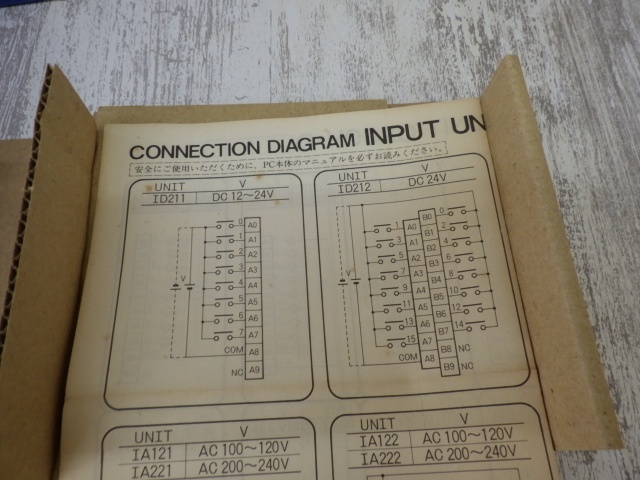 CONNECTION DIAGRAM INPUT UN
安全にご使用いただくために、PC本体のマニュアルを必ずお読みください。
UNIT V
ID211 DC 12～24V
0 A0
1 A1
2 A2
3 A3
4 A4
5 A5
6 A6
7 A7
COM A8
NC A9
V
UNIT V
ID212 DC 24V
B0 0
1 A0 B1 2
3 A1 B2 4
5 A2 B3 6
7 A3 B4 8
9 A4 B5 10
11 A5 B6 12
13 A6 B7 14
15 A7 B8 NC
COM A8 B9 NC
V
UNIT V
IA121 AC 100～120V
IA221 AC 200～240V
UNIT V
IA122 AC 100～120V
IA222 AC 200～240V